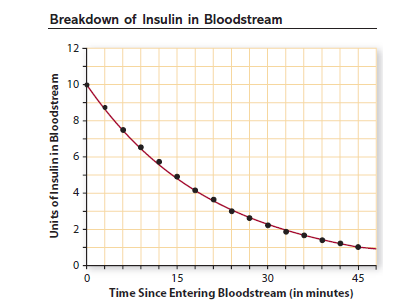 Breakdown of Insulin in Bloodstream
Units of Insulin in Bloodstream
12
10
8
6
4
2
0
0 15 30 45
Time Since Entering Bloodstream (in minutes)